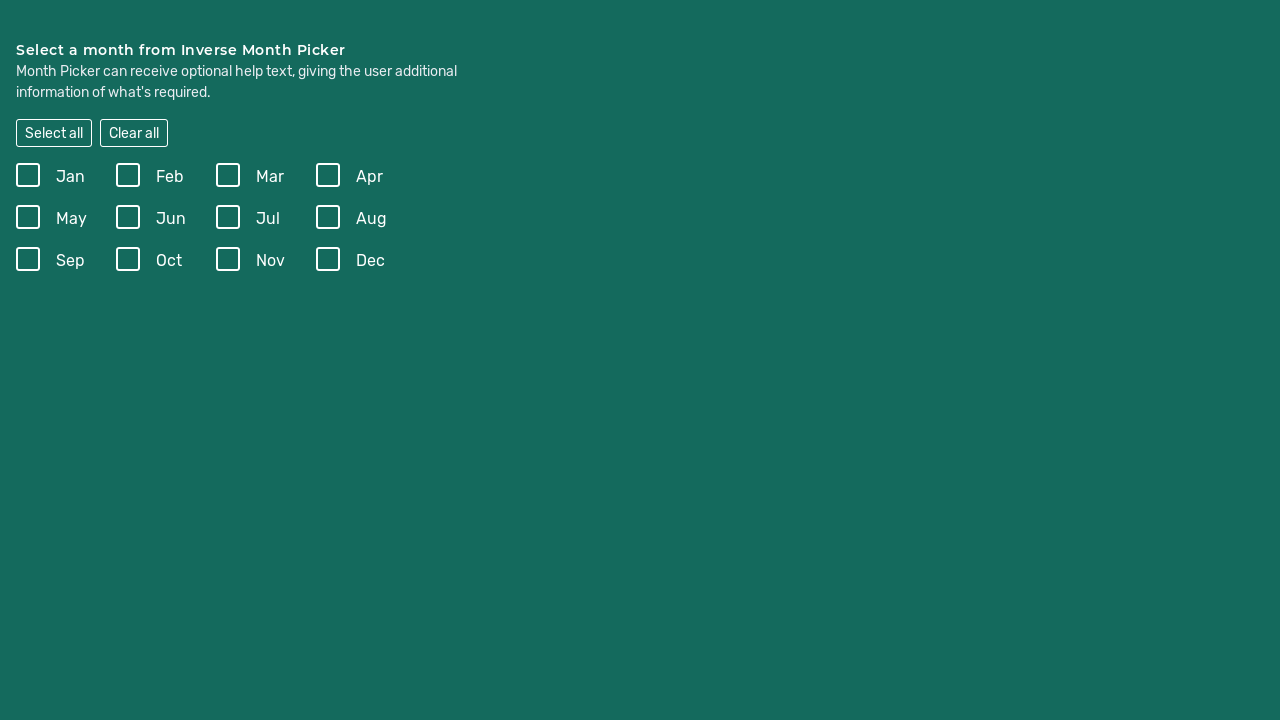 Select a month from Inverse Month Picker
Month Picker can receive optional help text, giving the user additional
information of what's required.
Select all Clear all
Jan Feb Mar Apr
May Jun Jul Aug
Sep Oct Nov Dec